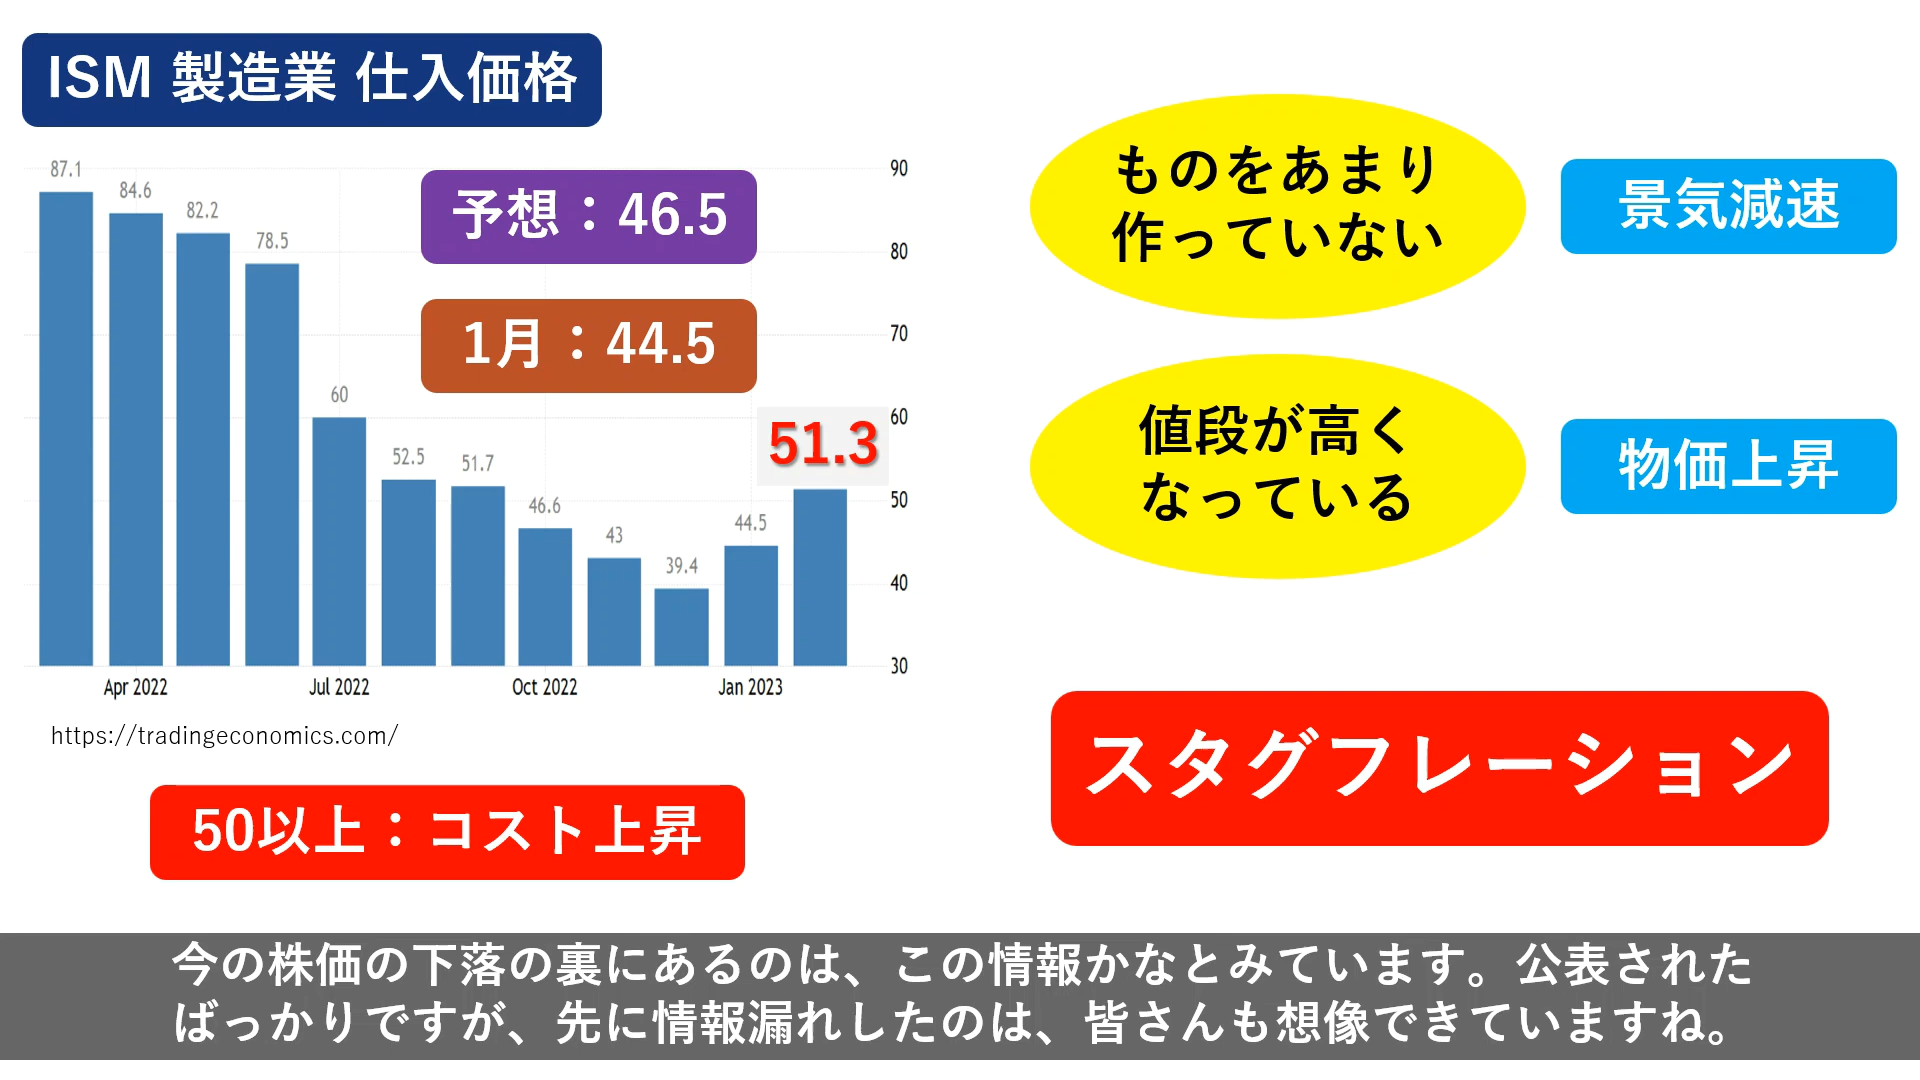 ISM 製造業 仕入価格
87.1
84.6
82.2
78.5
60
52.5
51.7
46.6
43
39.4
44.5
51.3
90
80
70
60
50
40
30
Apr 2022
Jul 2022
Oct 2022
Jan 2023
予想：46.5
1月：44.5
https://tradingeconomics.com/
50以上：コスト上昇
ものをあまり
作っていない
景気減速
値段が高く
なっている
物価上昇
スタグフレーション
今の株価の下落の裏にあるのは、この情報かなとみています。公表された
ばっかりですが、先に情報漏れしたのは、皆さんも想像できていますね。